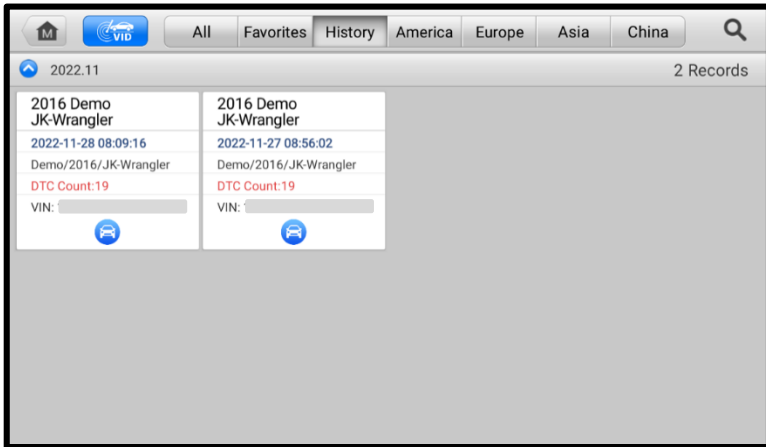 M VID All Favorites History America Europe Asia China
2022.11 2 Records
2016 Demo
JK-Wrangler
2022-11-28 08:09:16
Demo/2016/JK-Wrangler
DTC Count:19
VIN:
2016 Demo
JK-Wrangler
2022-11-27 08:56:02
Demo/2016/JK-Wrangler
DTC Count:19
VIN: